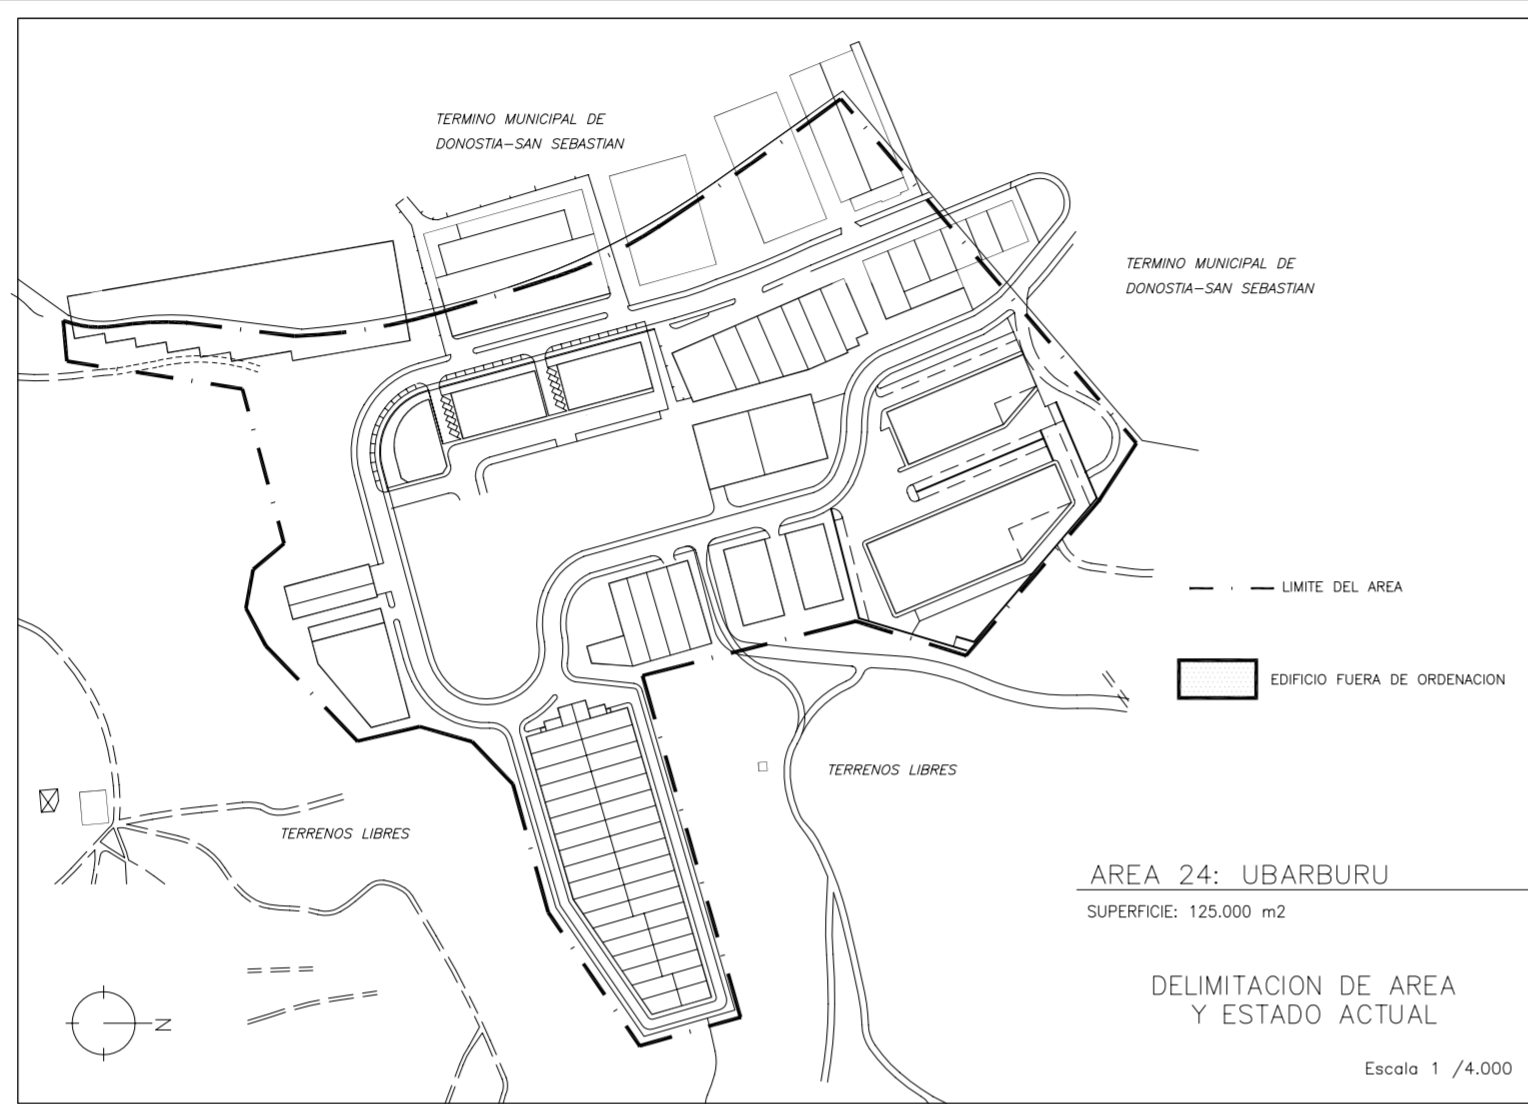 TERMINO MUNICIPAL DE
DONOSTIA-SAN SEBASTIAN
TERMINO MUNICIPAL DE
DONOSTIA-SAN SEBASTIAN
LIMITE DEL AREA
EDIFICIO FUERA DE ORDENACION
TERRENOS LIBRES
TERRENOS LIBRES
AREA 24: UBARBURU
SUPERFICIE: 125.000 m2
DELIMITACION DE AREA
Y ESTADO ACTUAL
N
Escala 1 /4.000